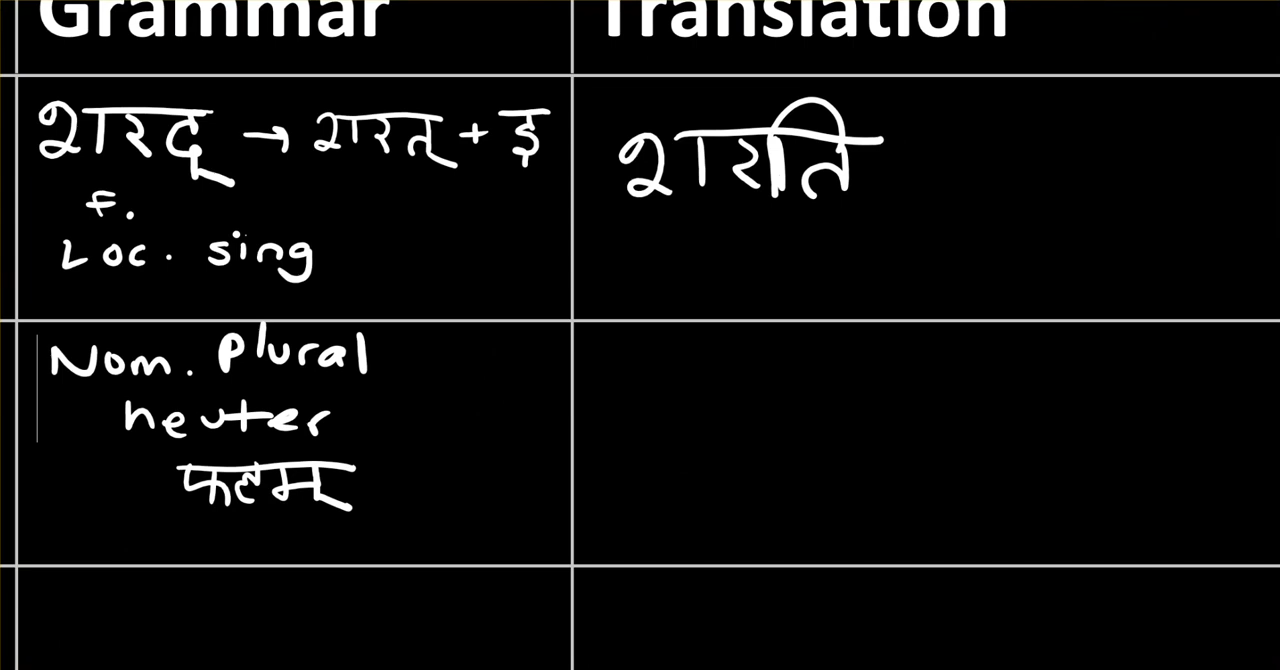 Grammar
Translation
शरद् → शरत् + इ
f.
Loc. sing
शरति
Nom. plural
neuter
फलम्